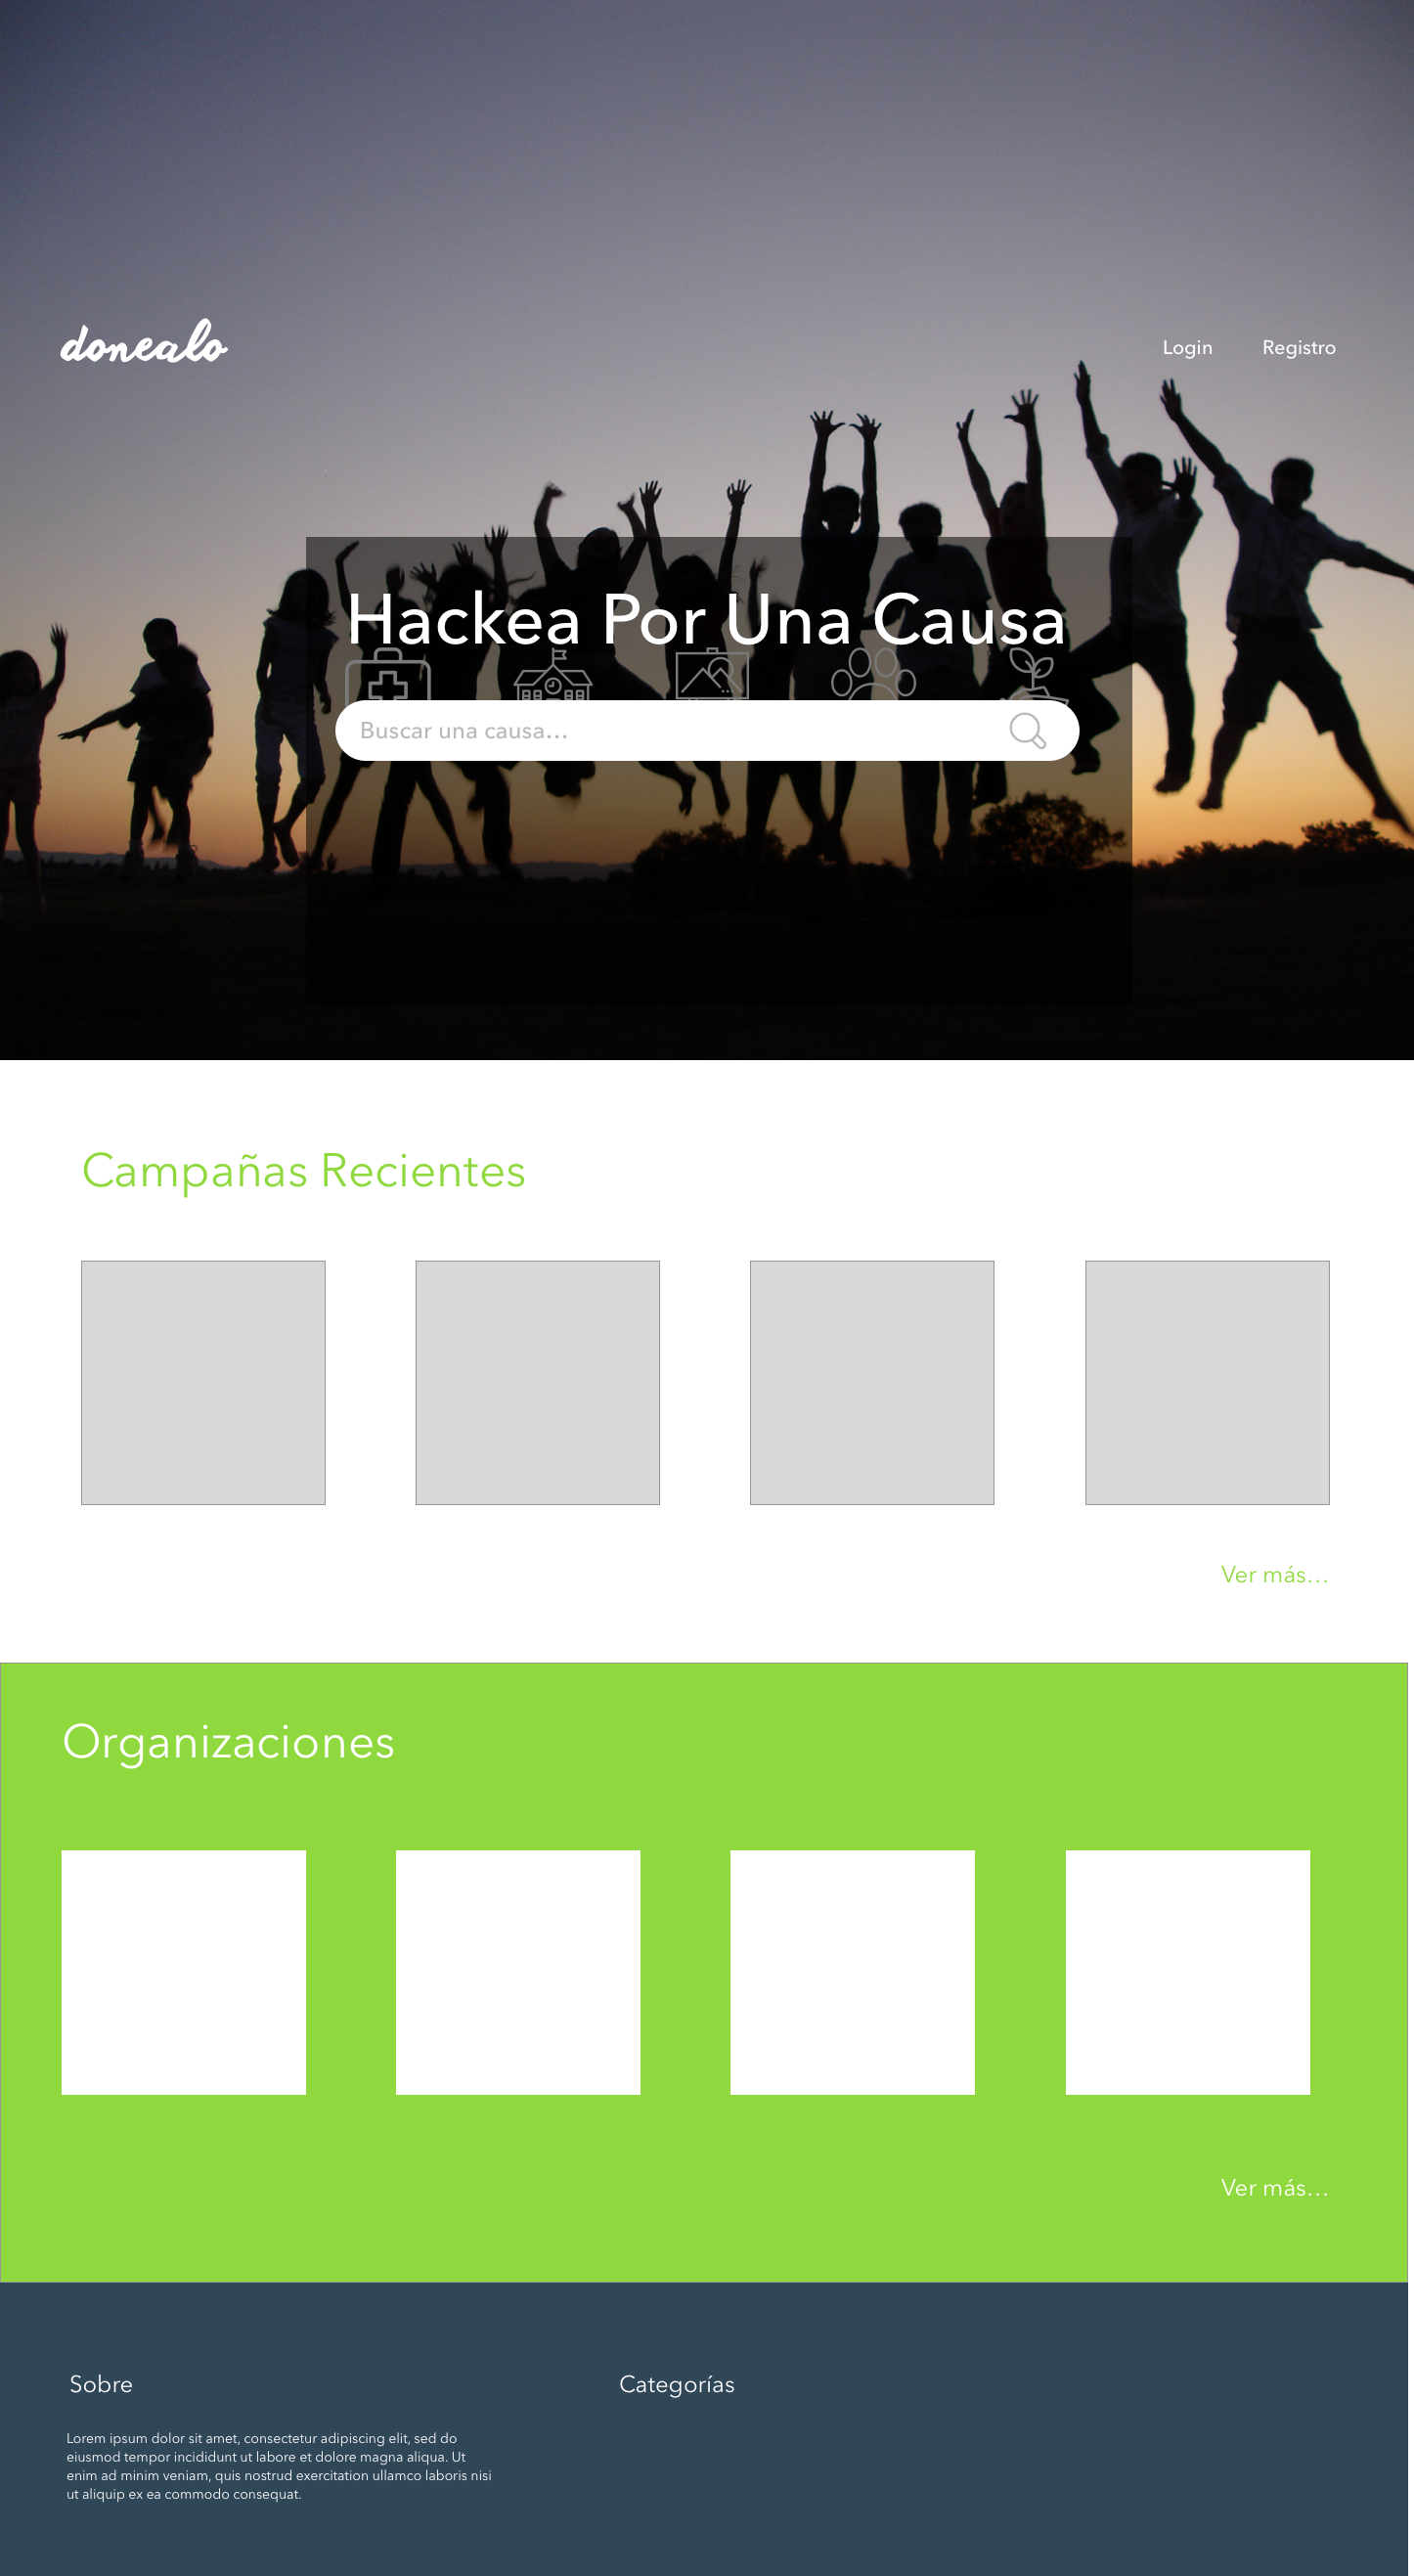 donealo
Login
Registro
Hackea Por Una Causa
Buscar una causa...
Campañas Recientes
Ver más...
Organizaciones
Ver más...
Sobre
Categorías
Lorem ipsum dolor sit amet, consectetur adipiscing elit, sed do
eiusmod tempor incididunt ut labore et dolore magna aliqua. Ut
enim ad minim veniam, quis nostrud exercitation ullamco laboris nisi
ut aliquip ex ea commodo consequat.